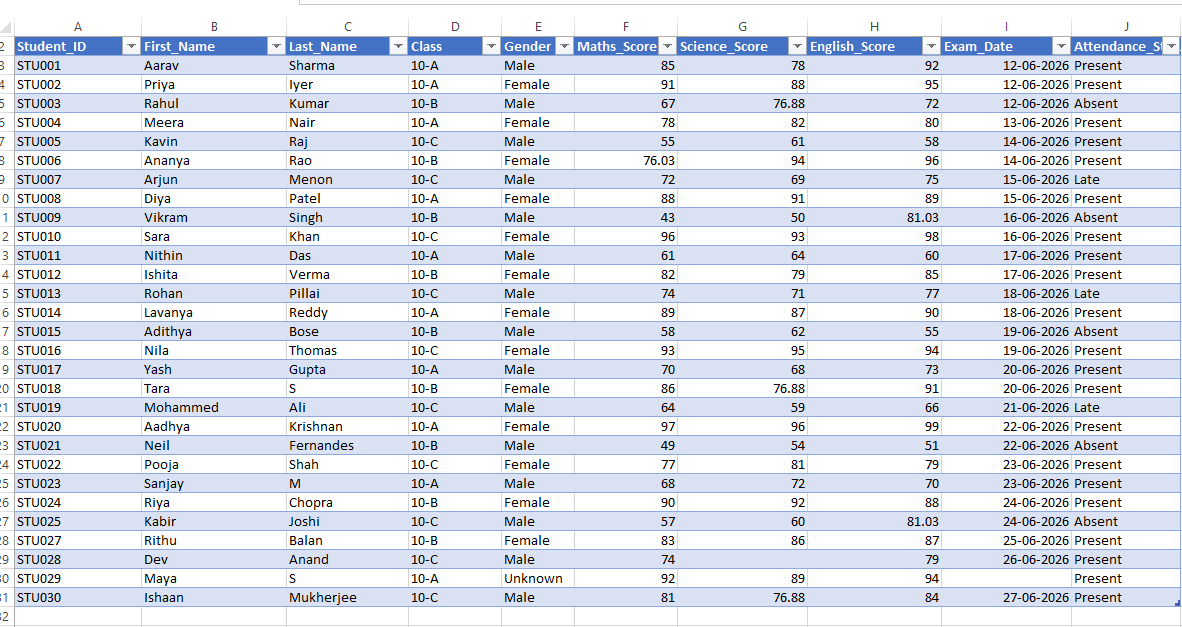 A B C D E F G H I J
2 Student_ID First_Name Last_Name Class Gender Maths_Score Science_Score English_Score Exam_Date Attendance_St
3 STU001 Aarav Sharma 10-A Male 85 78 92 12-06-2026 Present
4 STU002 Priya Iyer 10-A Female 91 88 95 12-06-2026 Present
5 STU003 Rahul Kumar 10-B Male 67 76.88 72 12-06-2026 Absent
6 STU004 Meera Nair 10-A Female 78 82 80 13-06-2026 Present
7 STU005 Kavin Raj 10-C Male 55 61 58 14-06-2026 Present
8 STU006 Ananya Rao 10-B Female 76.03 94 96 14-06-2026 Present
9 STU007 Arjun Menon 10-C Male 72 69 75 15-06-2026 Late
0 STU008 Diya Patel 10-A Female 88 91 89 15-06-2026 Present
1 STU009 Vikram Singh 10-B Male 43 50 81.03 16-06-2026 Absent
2 STU010 Sara Khan 10-C Female 96 93 98 16-06-2026 Present
3 STU011 Nithin Das 10-A Male 61 64 60 17-06-2026 Present
4 STU012 Ishita Verma 10-B Female 82 79 85 17-06-2026 Present
5 STU013 Rohan Pillai 10-C Male 74 71 77 18-06-2026 Late
6 STU014 Lavanya Reddy 10-A Female 89 87 90 18-06-2026 Present
7 STU015 Adithya Bose 10-B Male 58 62 55 19-06-2026 Absent
8 STU016 Nila Thomas 10-C Female 93 95 94 19-06-2026 Present
9 STU017 Yash Gupta 10-A Male 70 68 73 20-06-2026 Present
20 STU018 Tara S 10-B Female 86 76.88 91 20-06-2026 Present
21 STU019 Mohammed Ali 10-C Male 64 59 66 21-06-2026 Late
22 STU020 Aadhya Krishnan 10-A Female 97 96 99 22-06-2026 Present
23 STU021 Neil Fernandes 10-B Male 49 54 51 22-06-2026 Absent
24 STU022 Pooja Shah 10-C Female 77 81 79 23-06-2026 Present
25 STU023 Sanjay M 10-A Male 68 72 70 23-06-2026 Present
26 STU024 Riya Chopra 10-B Female 90 92 88 24-06-2026 Present
27 STU025 Kabir Joshi 10-C Male 57 60 81.03 24-06-2026 Absent
28 STU027 Rithu Balan 10-B Female 83 86 87 25-06-2026 Present
29 STU028 Dev Anand 10-C Male 74 79 26-06-2026 Present
30 STU029 Maya S 10-A Unknown 92 89 94 Present
31 STU030 Ishaan Mukherjee 10-C Male 81 76.88 84 27-06-2026 Present
32